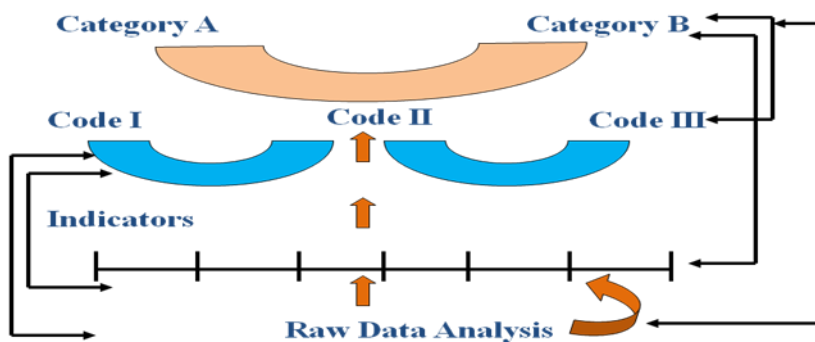 Category A Category B
Code I Code II Code III
Indicators
Raw Data Analysis